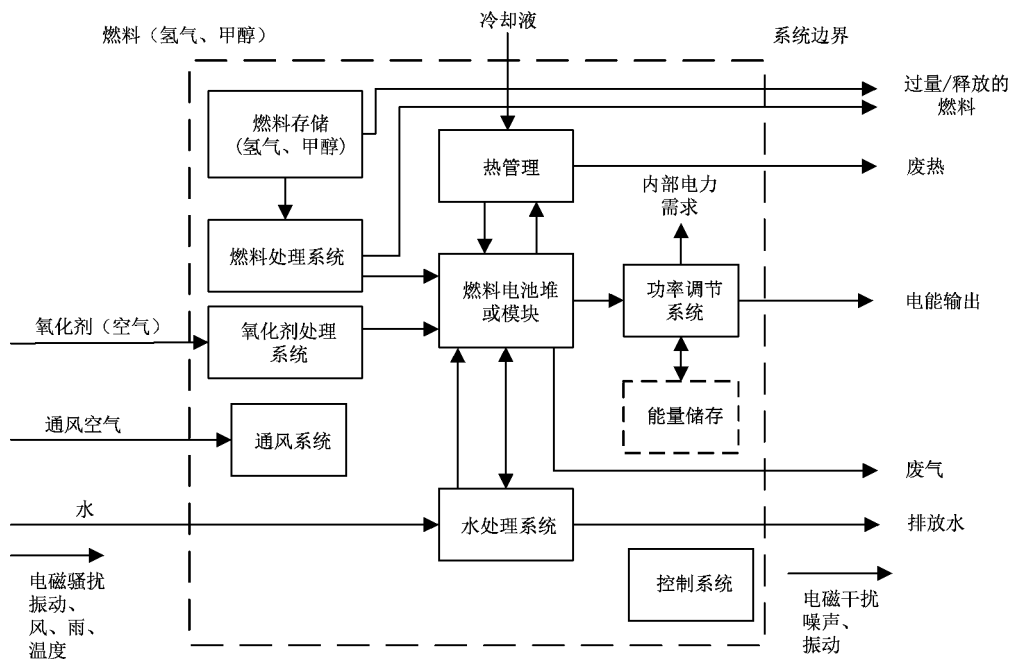 冷却液
燃料（氢气、甲醇）
系统边界
燃料存储
(氢气、甲醇)
过量/释放的
燃料
热管理
废热
内部电力
需求
燃料处理系统
燃料电池堆
或模块
功率调节
系统
电能输出
氧化剂（空气）
氧化剂处理
系统
通风空气
通风系统
能量储存
废气
水
水处理系统
排放水
控制系统
电磁骚扰
振动、
风、雨、
温度
电磁干扰
噪声、
振动